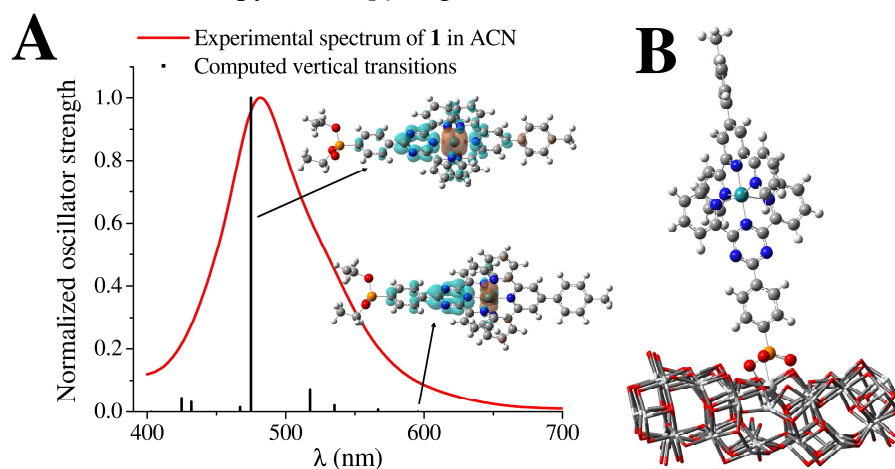 A
B
Experimental spectrum of 1 in ACN
Computed vertical transitions
Normalized oscillator strength
1.0
0.8
0.6
0.4
0.2
0.0
400
500
600
700
λ (nm)